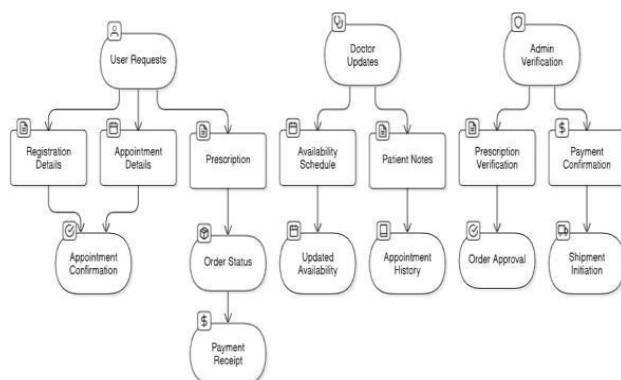 User Requests
Doctor
Updates
Admin
Verification
Registration
Details
Appointment
Details
Prescription
Availability
Schedule
Patient Notes
Prescription
Verification
Payment
Confirmation
Appointment
Confirmation
Order Status
Updated
Availability
Appointment
History
Order Approval
Shipment
Initiation
Payment
Receipt